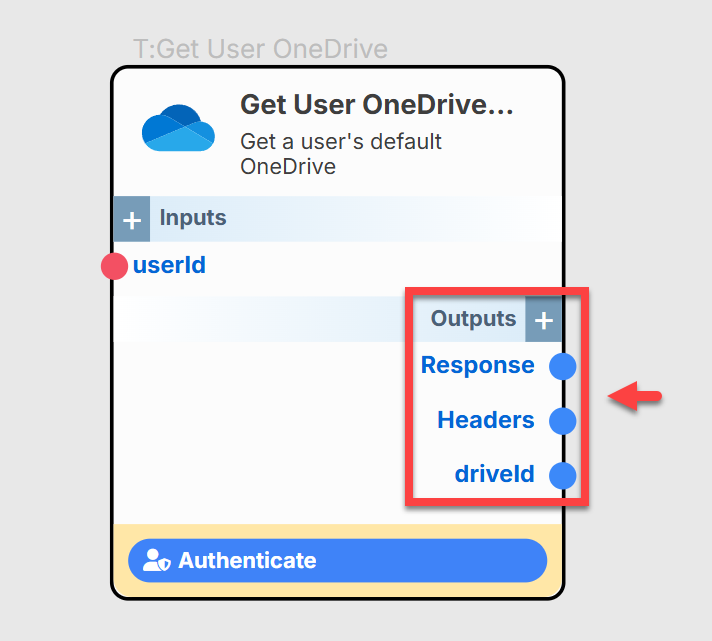 T:Get User OneDrive
Get User OneDrive...
Get a user's default
OneDrive
+ Inputs
userId
Outputs +
Response
Headers
driveId
Authenticate